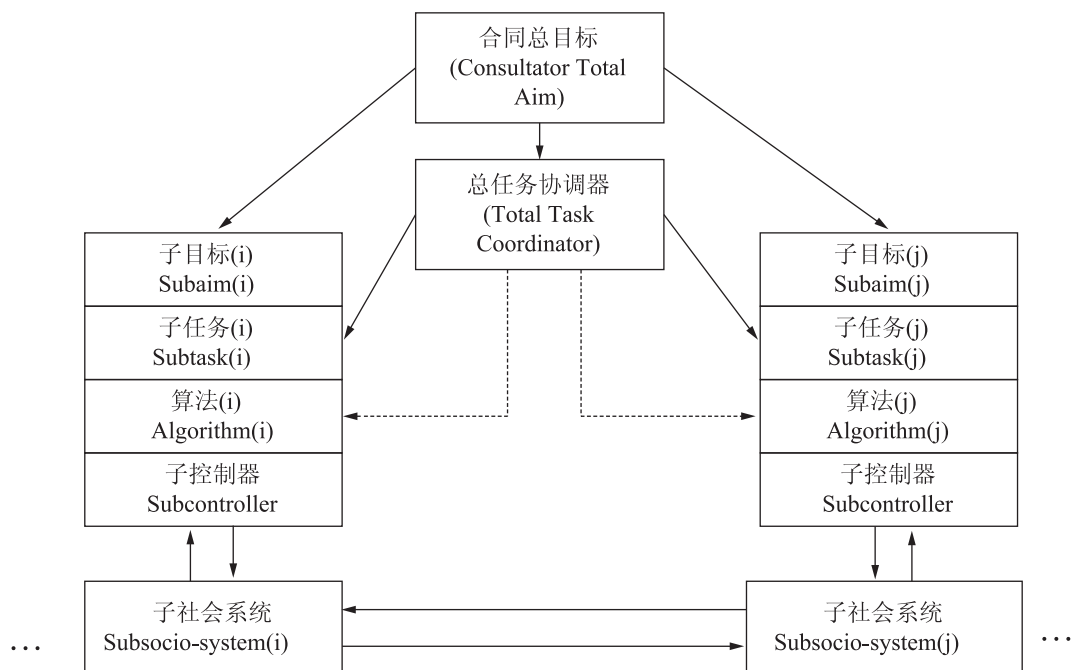 合同总目标
(Consultator Total
Aim)
总任务协调器
(Total Task
Coordinator)
子目标(i)
Subaim(i)
子任务(i)
Subtask(i)
算法(i)
Algorithm(i)
子控制器
Subcontroller
子目标(j)
Subaim(j)
子任务(j)
Subtask(j)
算法(j)
Algorithm(j)
子控制器
Subcontroller
…
子社会系统
Subsocio-system(i)
子社会系统
Subsocio-system(j)
…